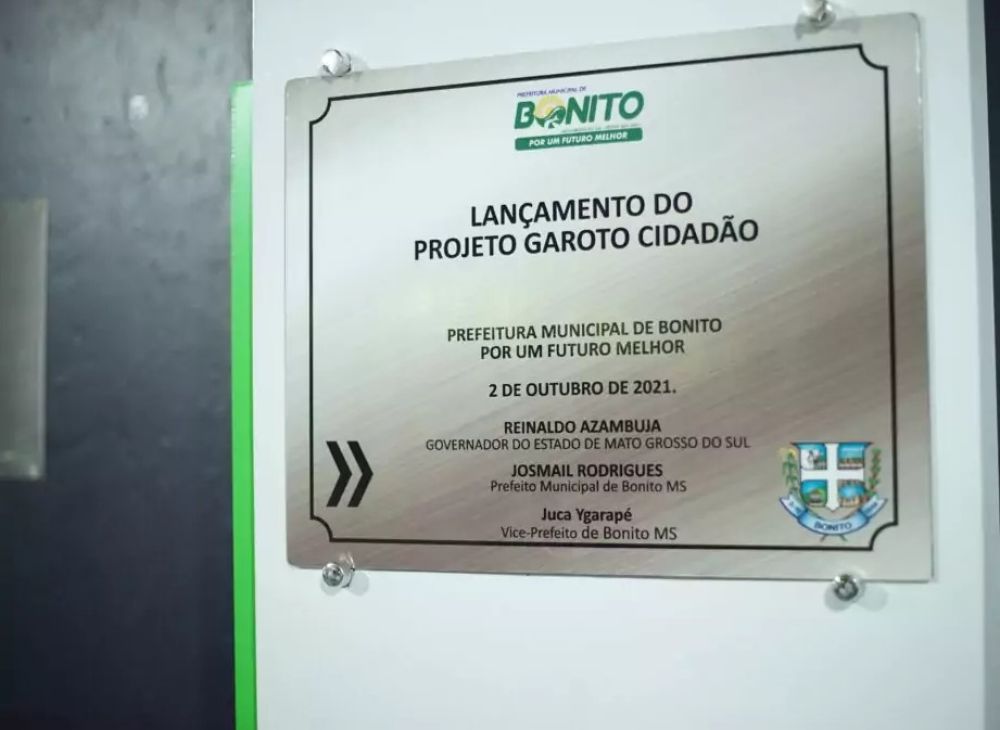 PREFEITURA MUNICIPAL DE
BONITO
POR UM FUTURO MELHOR
LANÇAMENTO DO
PROJETO GAROTO CIDADÃO
PREFEITURA MUNICIPAL DE BONITO
POR UM FUTURO MELHOR
2 DE OUTUBRO DE 2021.
REINALDO AZAMBUJA
GOVERNADOR DO ESTADO DE MATO GROSSO DO SUL
JOSMAIL RODRIGUES
Prefeito Municipal de Bonito MS
Juca Ygarapé
Vice-Prefeito de Bonito MS
BONITO